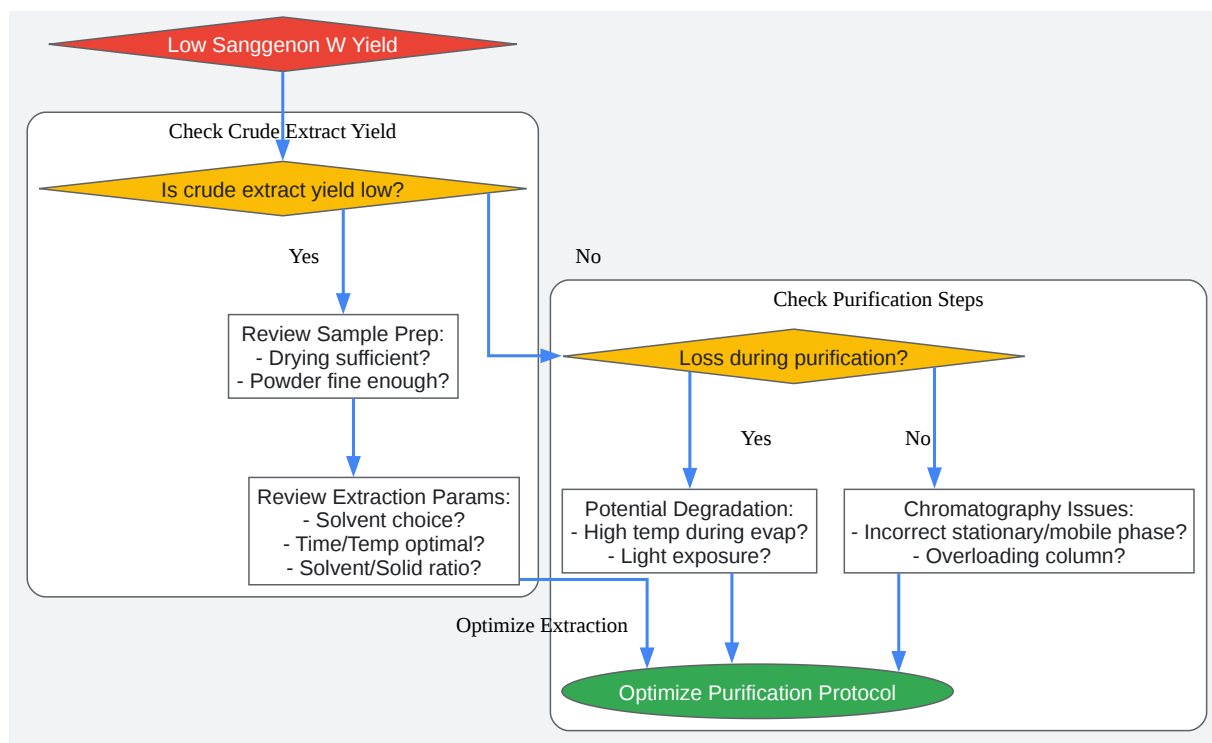 Low Sanggenon W Yield
Check Crude Extract Yield
Is crude extract yield low?
Yes
No
Review Sample Prep:
- Drying sufficient?
- Powder fine enough?
Review Extraction Params:
- Solvent choice?
- Time/Temp optimal?
- Solvent/Solid ratio?
Optimize Extraction
Check Purification Steps
Loss during purification?
Yes
No
Potential Degradation:
- High temp during evap?
- Light exposure?
Chromatography Issues:
- Incorrect stationary/mobile phase?
- Overloading column?
Optimize Purification Protocol